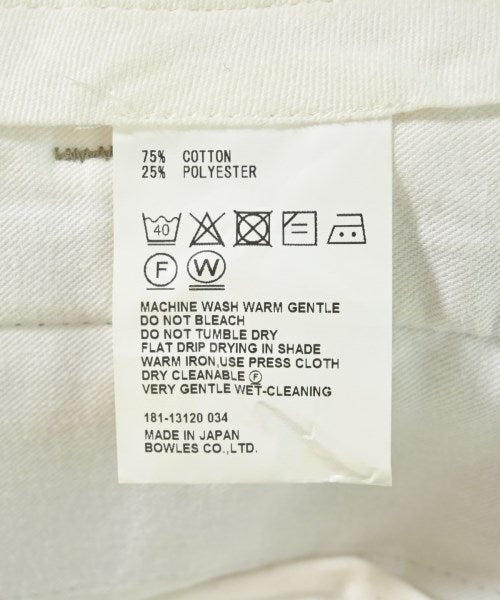 75% COTTON
25% POLYESTER
40
F W
MACHINE WASH WARM GENTLE
DO NOT BLEACH
DO NOT TUMBLE DRY
FLAT DRIP DRYING IN SHADE
WARM IRON,USE PRESS CLOTH
DRY CLEANABLE Ⓕ
VERY GENTLE WET-CLEANING
181-13120 034
MADE IN JAPAN
BOWLES CO.,LTD.